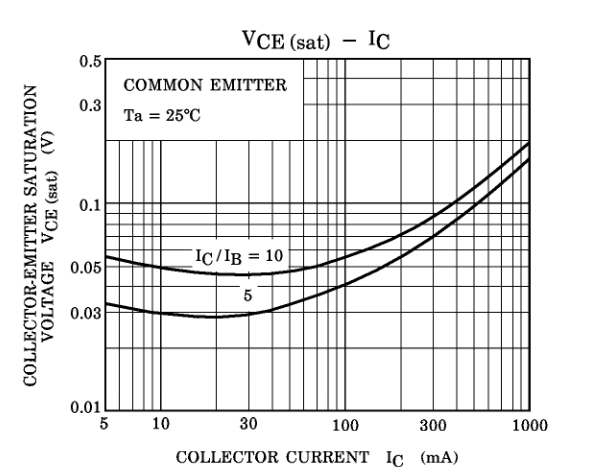 VCE (sat) – IC
COLLECTOR-EMITTER SATURATION
VOLTAGE VCE (sat) (V)
0.5
0.3
0.1
0.05
0.03
0.01
COMMON EMITTER
Ta = 25°C
IC / IB = 10
5
5
10
30
100
300
1000
COLLECTOR CURRENT IC (mA)